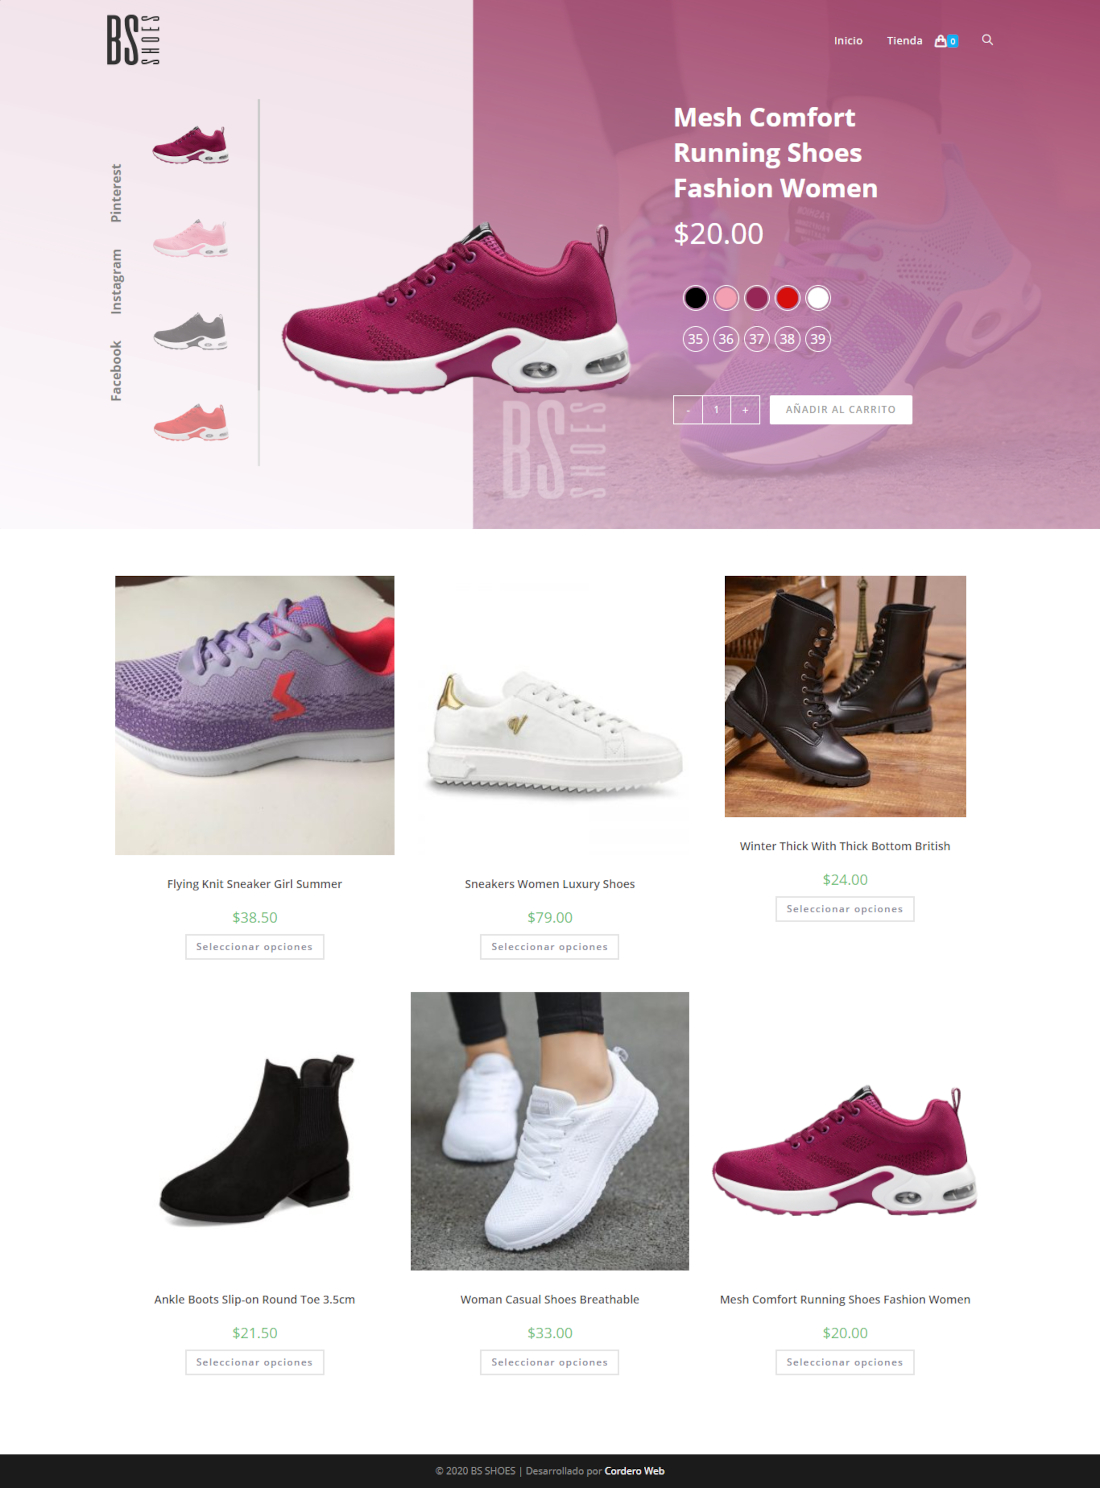 BS SHOES
Inicio Tienda 0
Pinterest
Instagram
Facebook
Mesh Comfort
Running Shoes
Fashion Women
$20.00
35 36 37 38 39
- 1 + AÑADIR AL CARRITO
BS SHOES
Flying Knit Sneaker Girl Summer
$38.50
Seleccionar opciones
Sneakers Women Luxury Shoes
$79.00
Seleccionar opciones
Winter Thick With Thick Bottom British
$24.00
Seleccionar opciones
Ankle Boots Slip-on Round Toe 3.5cm
$21.50
Seleccionar opciones
Woman Casual Shoes Breathable
$33.00
Seleccionar opciones
Mesh Comfort Running Shoes Fashion Women
$20.00
Seleccionar opciones
© 2020 BS SHOES | Desarrollado por Cordero Web